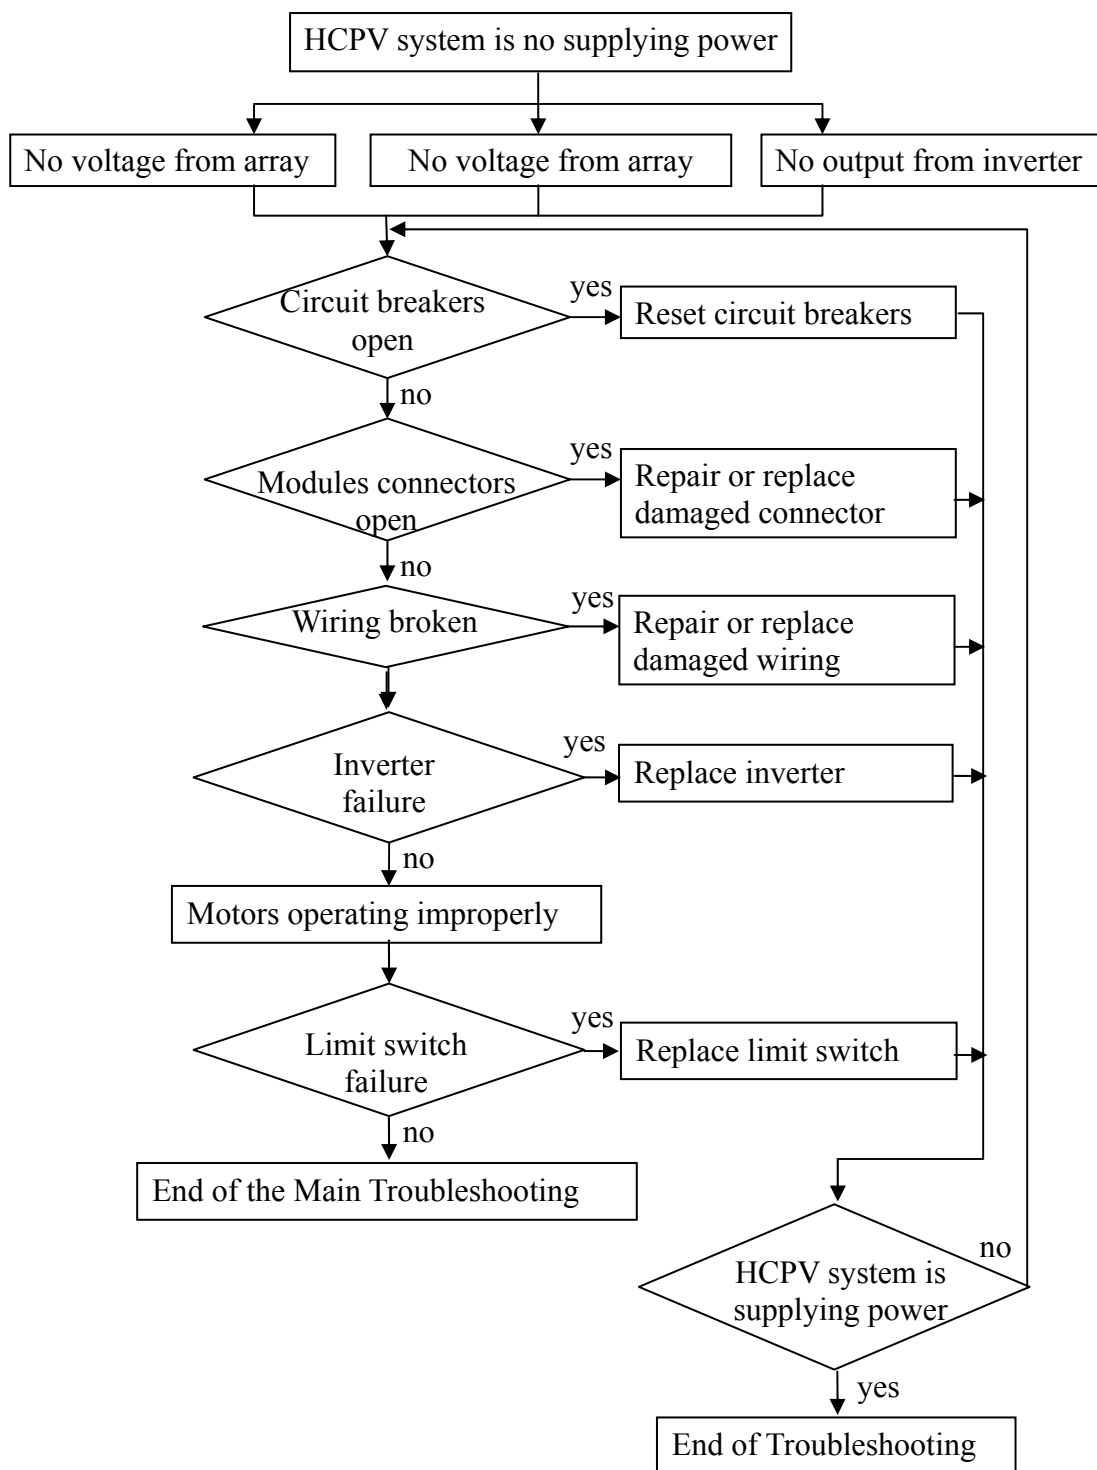 HCPV system is no supplying power
No voltage from array
No voltage from array
No output from inverter
Circuit breakers
open
yes
Reset circuit breakers
no
Modules connectors
open
yes
Repair or replace
damaged connector
no
Wiring broken
yes
Repair or replace
damaged wiring
Inverter
failure
yes
Replace inverter
no
Motors operating improperly
Limit switch
failure
yes
Replace limit switch
no
End of the Main Troubleshooting
HCPV system is
supplying power
no
yes
End of Troubleshooting